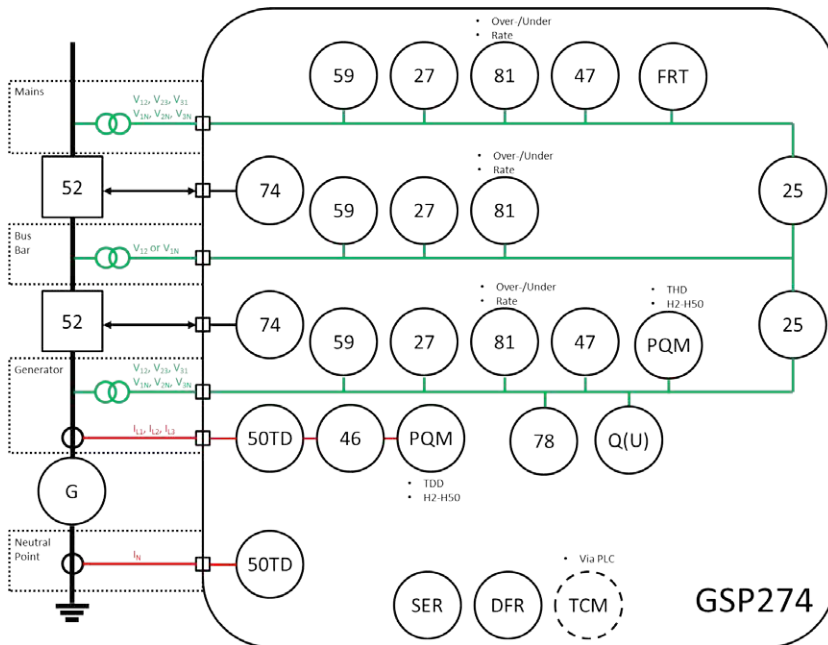 • Over-/Under
• Rate
59
27
81
47
FRT
Mains
V12, V23, V31
V1N, V2N, V3N
52
74
• Over-/Under
• Rate
59
27
81
25
Bus
Bar
V12 or V1N
52
74
• Over-/Under
• Rate
• THD
• H2-H50
59
27
81
47
PQM
25
Generator
V12, V23, V31
V1N, V2N, V3N
IL1, IL2, IL3
50TD
46
PQM
78
Q(U)
• TDD
• H2-H50
G
Neutral
Point
IN
50TD
• Via PLC
SER
DFR
TCM
GSP274